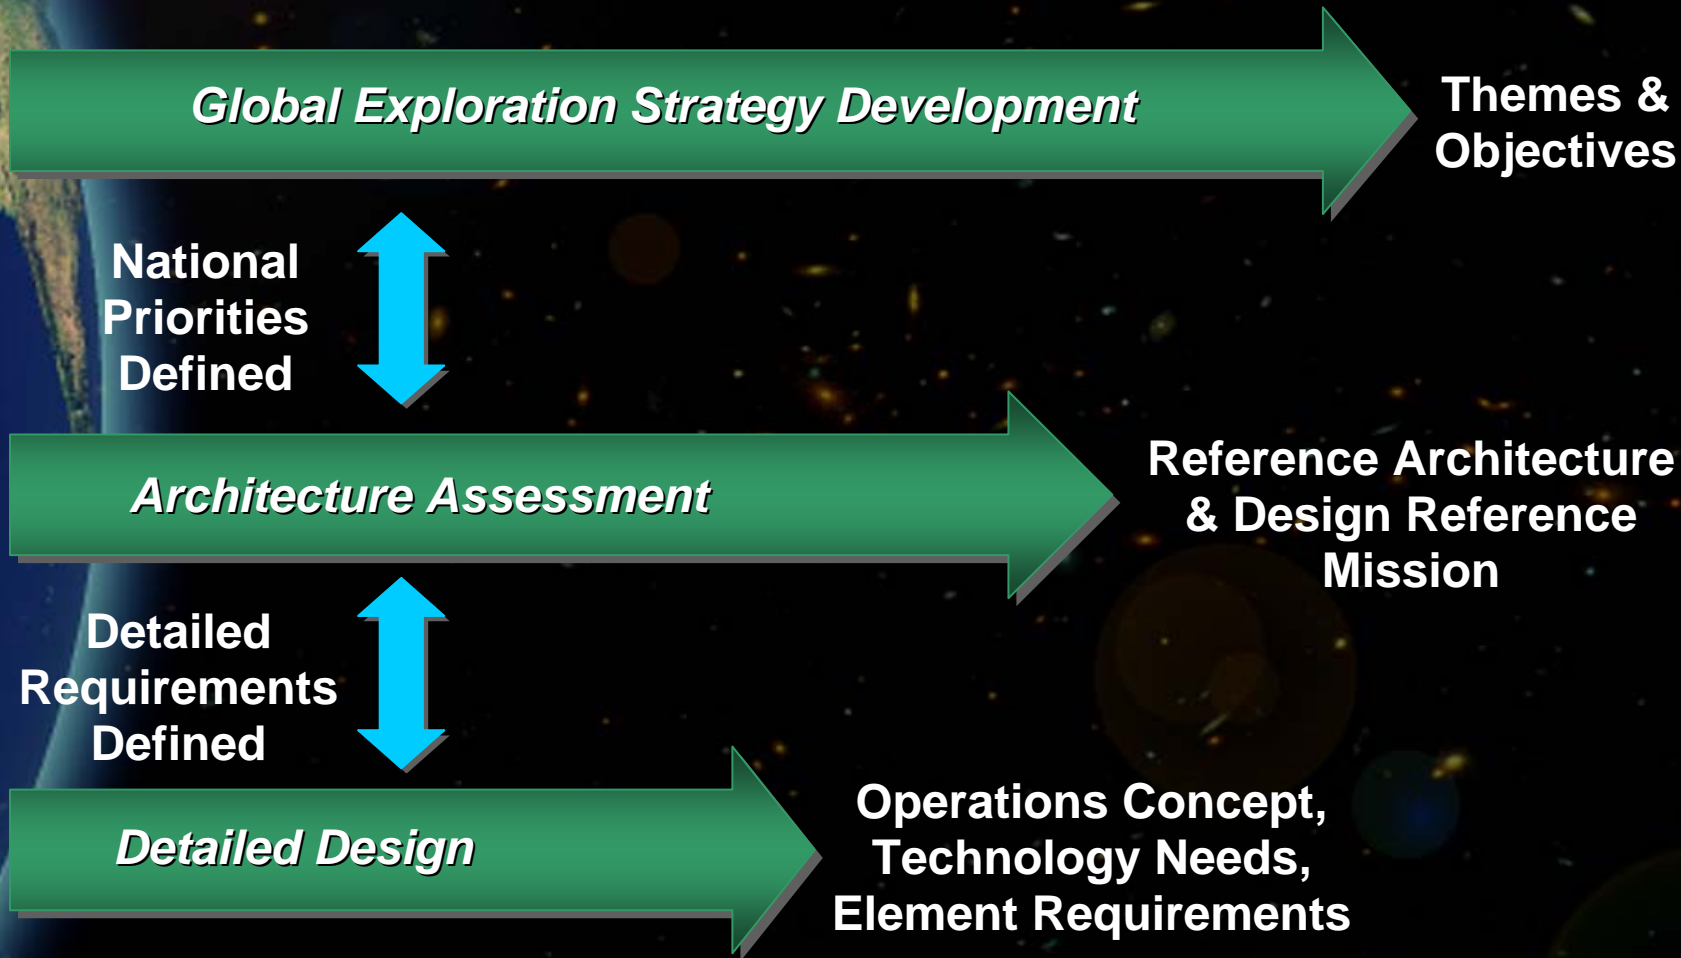 Global Exploration Strategy Development
Themes &
Objectives
National
Priorities
Defined
Architecture Assessment
Reference Architecture
& Design Reference
Mission
Detailed
Requirements
Defined
Detailed Design
Operations Concept,
Technology Needs,
Element Requirements